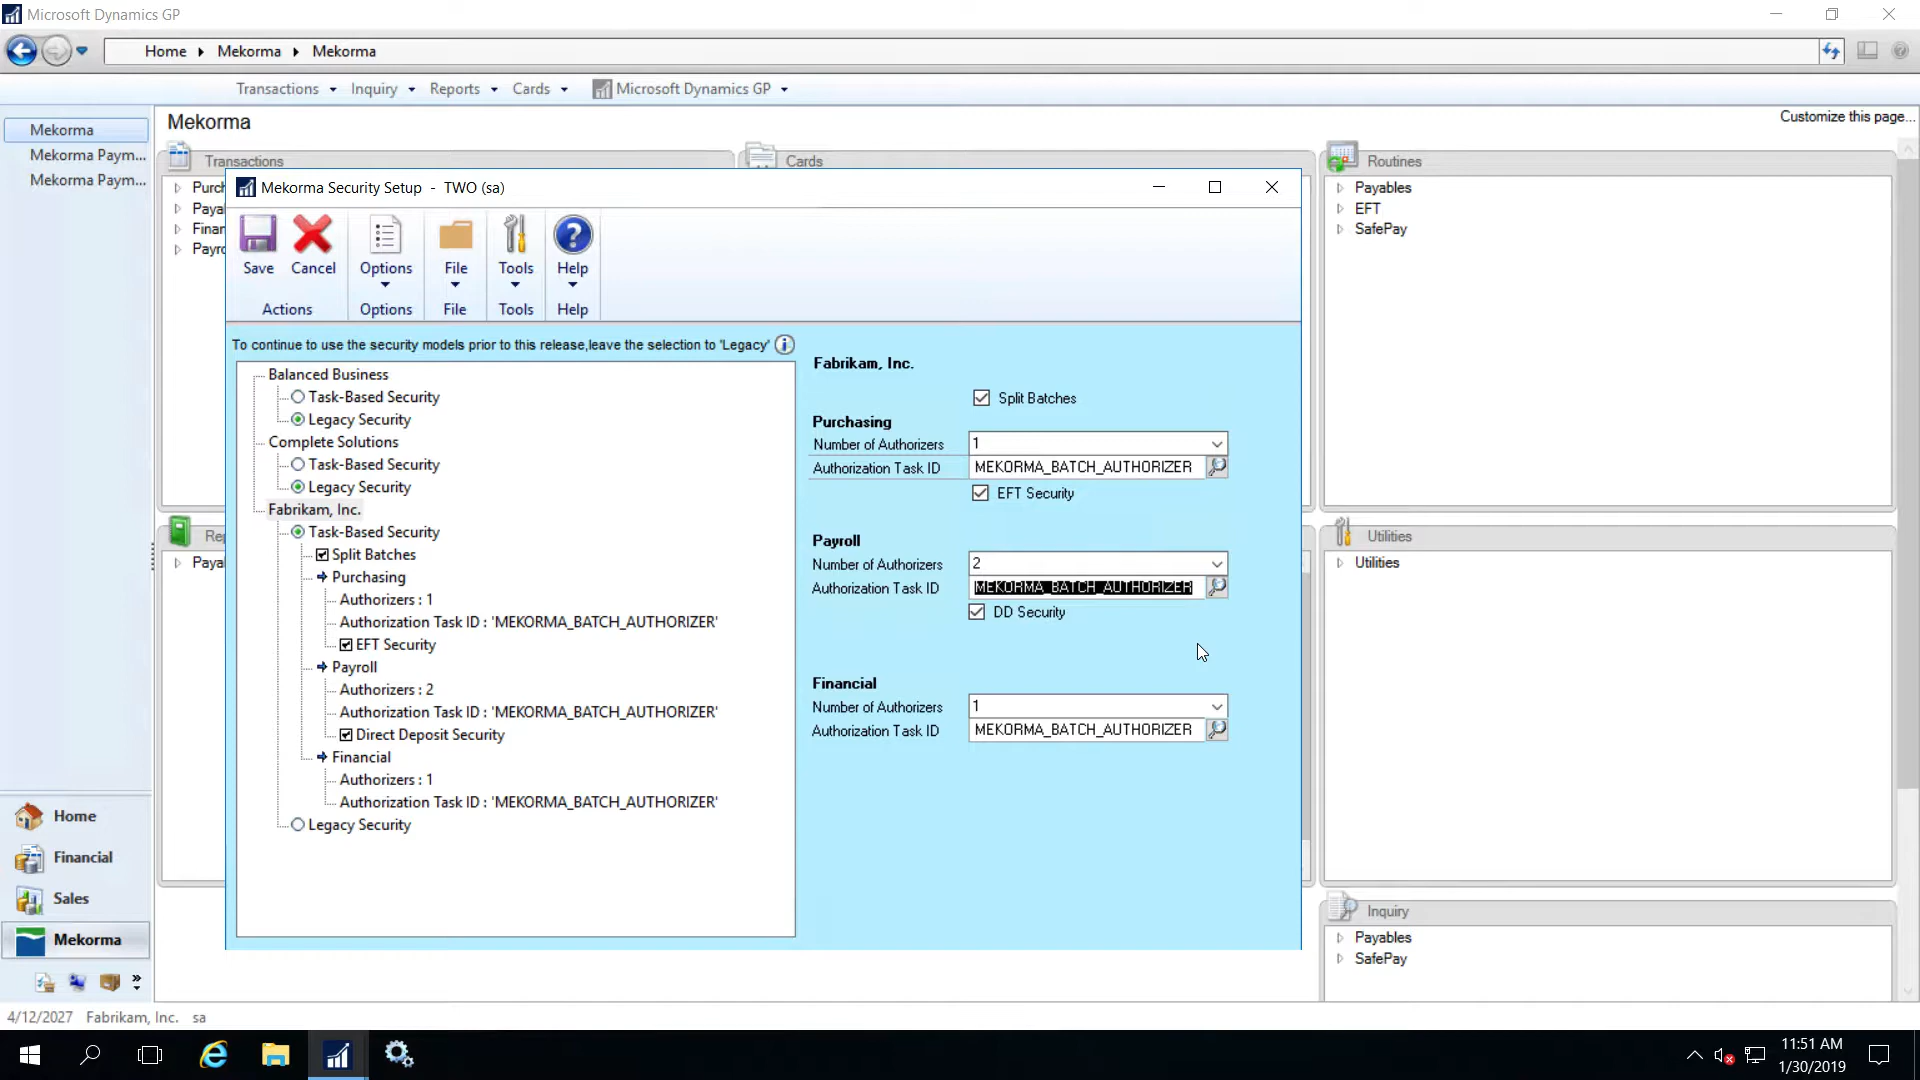 Microsoft Dynamics GP
Home Mekorma Mekorma
Transactions Inquiry Reports Cards Microsoft Dynamics GP
Mekorma
Mekorma Paym...
Mekorma Paym...
Mekorma
Customize this page...
Transactions
Purch
Paya
Finan
Payro
Cards
Routines
Payables
EFT
SafePay
Rep
Paya
Utilities
Utilities
Inquiry
Payables
SafePay
Mekorma Security Setup - TWO (sa)
Save Cancel Options File Tools Help
Actions Options File Tools Help
To continue to use the security models prior to this release,leave the selection to 'Legacy'
Balanced Business
Task-Based Security
Legacy Security
Complete Solutions
Task-Based Security
Legacy Security
Fabrikam, Inc.
Task-Based Security
Split Batches
Purchasing
Authorizers : 1
Authorization Task ID : 'MEKORMA_BATCH_AUTHORIZER'
EFT Security
Payroll
Authorizers : 2
Authorization Task ID : 'MEKORMA_BATCH_AUTHORIZER'
Direct Deposit Security
Financial
Authorizers : 1
Authorization Task ID : 'MEKORMA_BATCH_AUTHORIZER'
Legacy Security
Fabrikam, Inc.
Split Batches
Purchasing
Number of Authorizers 1
Authorization Task ID MEKORMA_BATCH_AUTHORIZER
EFT Security
Payroll
Number of Authorizers 2
Authorization Task ID MEKORMA_BATCH_AUTHORIZER
DD Security
Financial
Number of Authorizers 1
Authorization Task ID MEKORMA_BATCH_AUTHORIZER
Home
Financial
Sales
Mekorma
4/12/2027 Fabrikam, Inc. sa
11:51 AM
1/30/2019